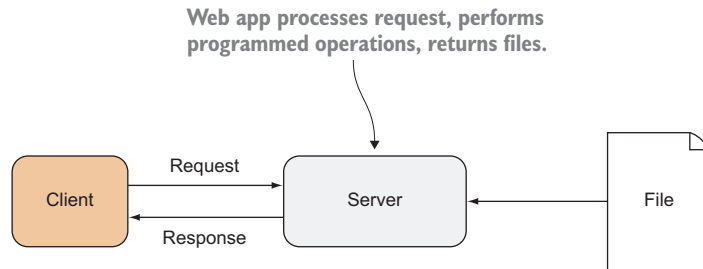 Web app processes request, performs
programmed operations, returns files.
Request
Client
Server
File
Response